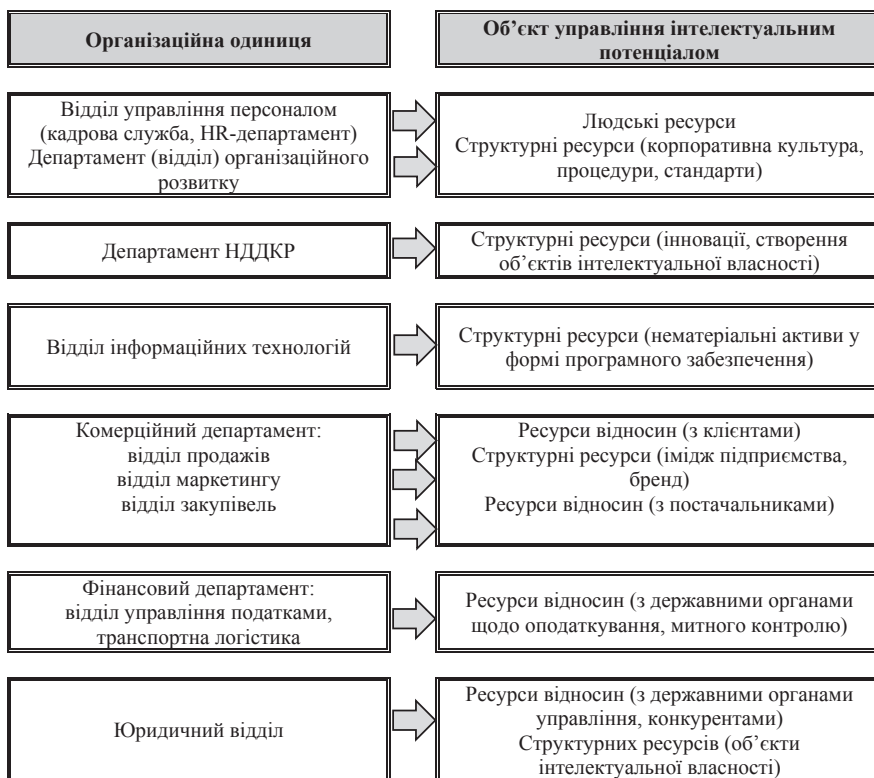 Організаційна одиниця
Об’єкт управління інтелектуальним
потенціалом
Відділ управління персоналом
(кадрова служба, HR-департамент)
Департамент (відділ) організаційного
розвитку
Людські ресурси
Структурні ресурси (корпоративна культура,
процедури, стандарти)
Департамент НДДКР
Структурні ресурси (інновації, створення
об’єктів інтелектуальної власності)
Відділ інформаційних технологій
Структурні ресурси (нематеріальні активи у
формі програмного забезпечення)
Комерційний департамент:
відділ продажів
відділ маркетингу
відділ закупівель
Ресурси відносин (з клієнтами)
Структурні ресурси (імідж підприємства,
бренд)
Ресурси відносин (з постачальниками)
Фінансовий департамент:
відділ управління податками,
транспортна логістика
Ресурси відносин (з державними органами
щодо оподаткування, митного контролю)
Юридичний відділ
Ресурси відносин (з державними органами
управління, конкурентами)
Структурних ресурсів (об’єкти
інтелектуальної власності)